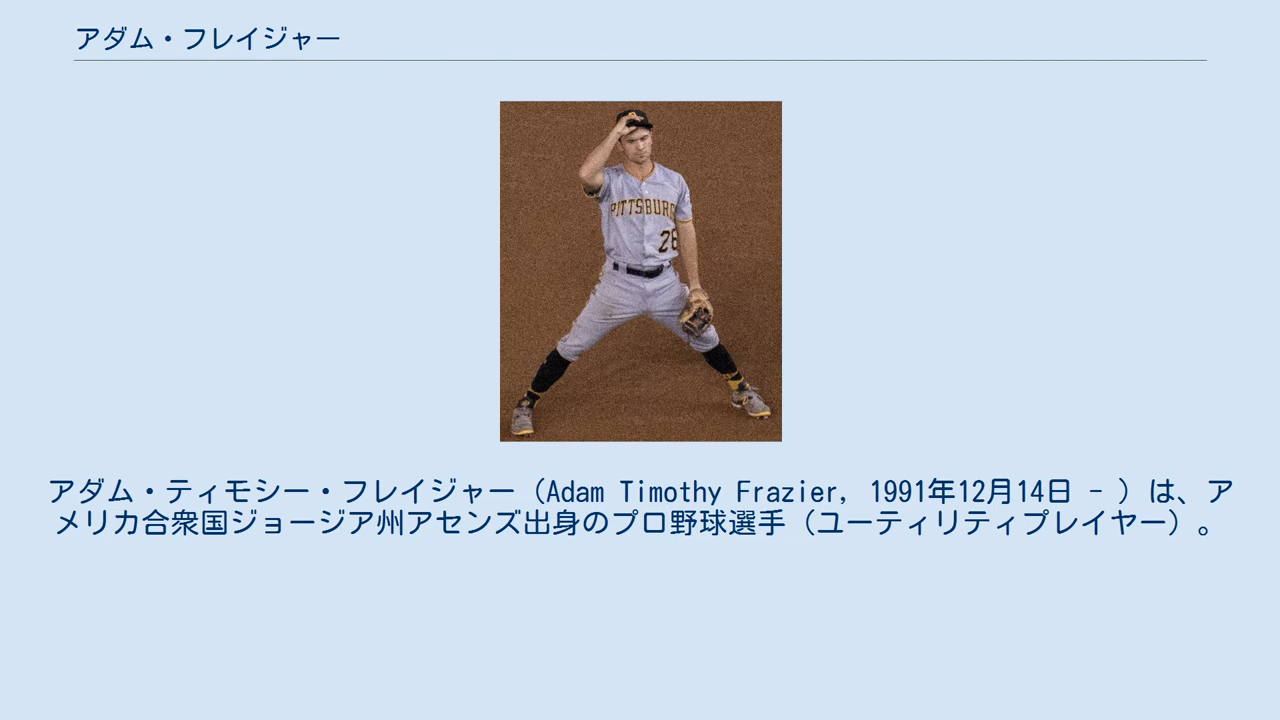 アダム・フレイジャー
PITTSBURG
26
アダム・ティモシー・フレイジャー（Adam Timothy Frazier, 1991年12月14日 - ）は、ア
メリカ合衆国ジョージア州アセンズ出身のプロ野球選手（ユーティリティプレイヤー）。